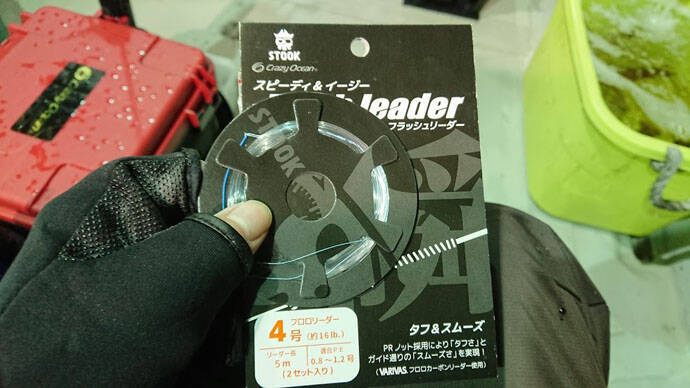 STOOK
Crazy Ocean
スピーディ&イージー
leader
フラッシュリーダー
Crazy Ocean
STOOK
タフ&スムーズ
PRノット採用により「タフさ」と
ガイド通りの「スムーズさ」を実現!
(VARIVAS.フロロカーボンリーダー使用)
フロロリーダー
4号(約16lb.)
リーダー長
5m
適合P.E
0.8~1.2号
(2セット入り)